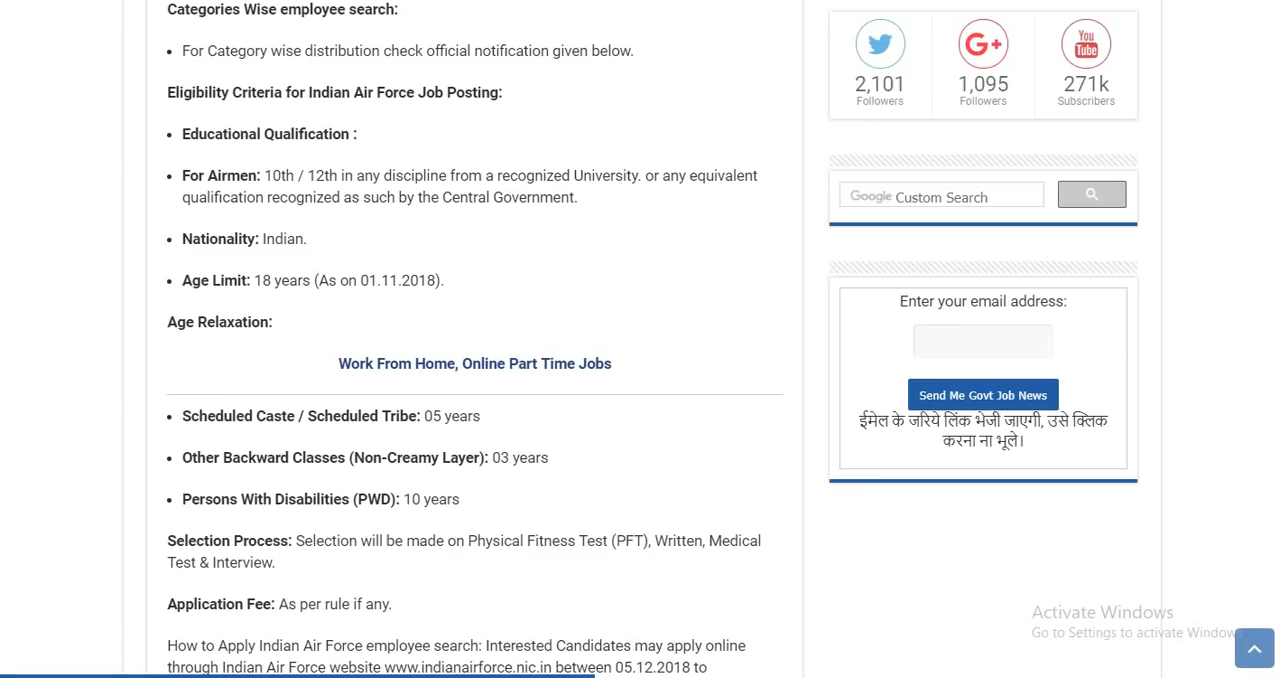 Categories Wise employee search:
For Category wise distribution check official notification given below.
Eligibility Criteria for Indian Air Force Job Posting:
Educational Qualification :
For Airmen: 10th / 12th in any discipline from a recognized University. or any equivalent
qualification recognized as such by the Central Government.
Nationality: Indian.
Age Limit: 18 years (As on 01.11.2018).
Age Relaxation:
Work From Home, Online Part Time Jobs
Scheduled Caste / Scheduled Tribe: 05 years
Other Backward Classes (Non-Creamy Layer): 03 years
Persons With Disabilities (PWD): 10 years
Selection Process: Selection will be made on Physical Fitness Test (PFT), Written, Medical
Test & Interview.
Application Fee: As per rule if any.
How to Apply Indian Air Force employee search: Interested Candidates may apply online
through Indian Air Force website www.indianairforce.nic.in between 05.12.2018 to
G+
You
Tube
2,101
1,095
271k
Followers
Followers
Subscribers
Google Custom Search
Enter your email address:
Send Me Govt Job News
ईमेल के जरिये लिंक भेजी जाएगी, उसे क्लिक
करना ना भूले।
Activate Windows
Go to Settings to activate Windows